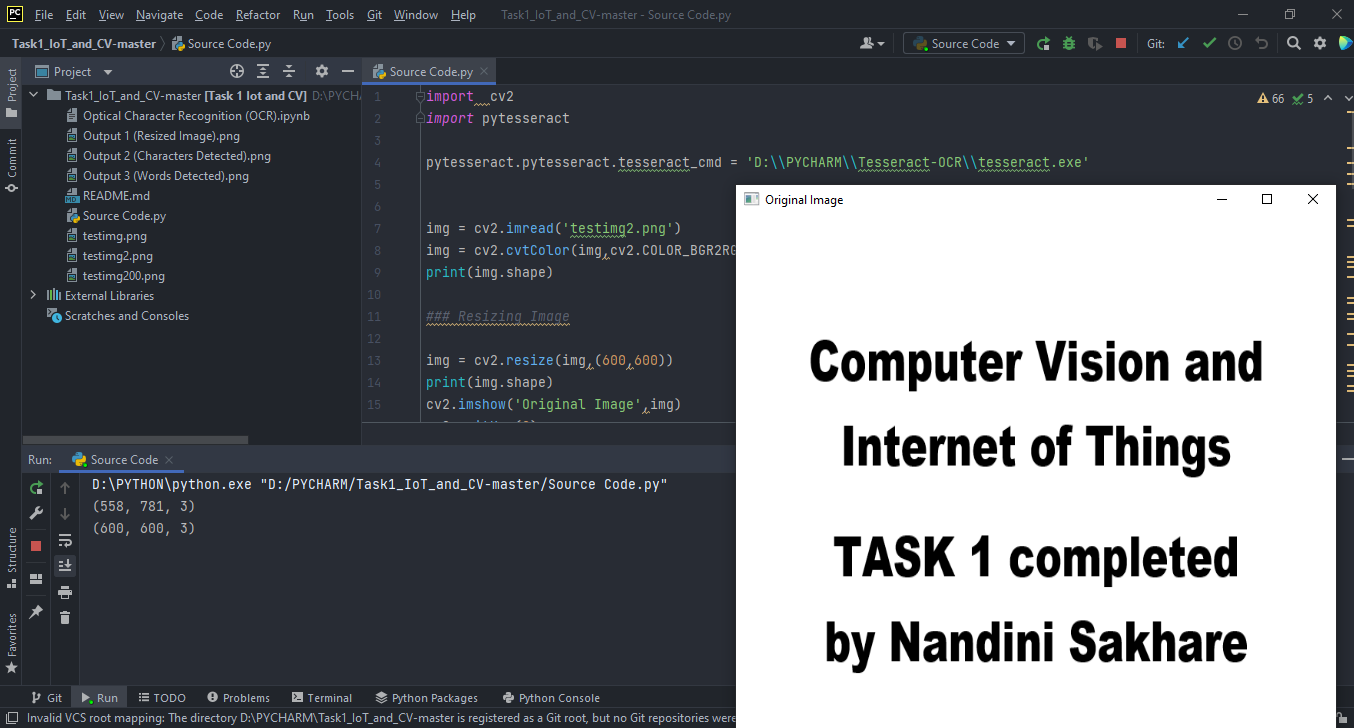 File Edit View Navigate Code Refactor Run Tools Git Window Help Task1_IoT_and_CV-master - Source Code.py
Task1_IoT_and_CV-master Source Code.py
Source Code Git:
Project
Source Code.py
Project
Commit
Structure
Favorites
Task1_IoT_and_CV-master [Task 1 Iot and CV] D:\PYCHA
Optical Character Recognition (OCR).ipynb
Output 1 (Resized Image).png
Output 2 (Characters Detected).png
Output 3 (Words Detected).png
README.md
Source Code.py
testimg.png
testimg2.png
testimg200.png
External Libraries
Scratches and Consoles
66 5
1 import  cv2
2 import pytesseract
3
4 pytesseract.pytesseract.tesseract_cmd = 'D:\\PYCHARM\\Tesseract-OCR\\tesseract.exe'
5
6
7 img = cv2.imread('testimg2.png')
8 img = cv2.cvtColor(img,cv2.COLOR_BGR2RG
9 print(img.shape)
10
11 ### Resizing Image
12
13 img = cv2.resize(img,(600,600))
14 print(img.shape)
15 cv2.imshow('Original Image',img)
Original Image
Computer Vision and
Internet of Things
TASK 1 completed
by Nandini Sakhare
Run: Source Code
D:\PYTHON\python.exe "D:/PYCHARM/Task1_IoT_and_CV-master/Source Code.py"
(558, 781, 3)
(600, 600, 3)
Git Run TODO Problems Terminal Python Packages Python Console
Invalid VCS root mapping: The directory D:\PYCHARM\Task1_IoT_and_CV-master is registered as a Git root, but no Git repositories were